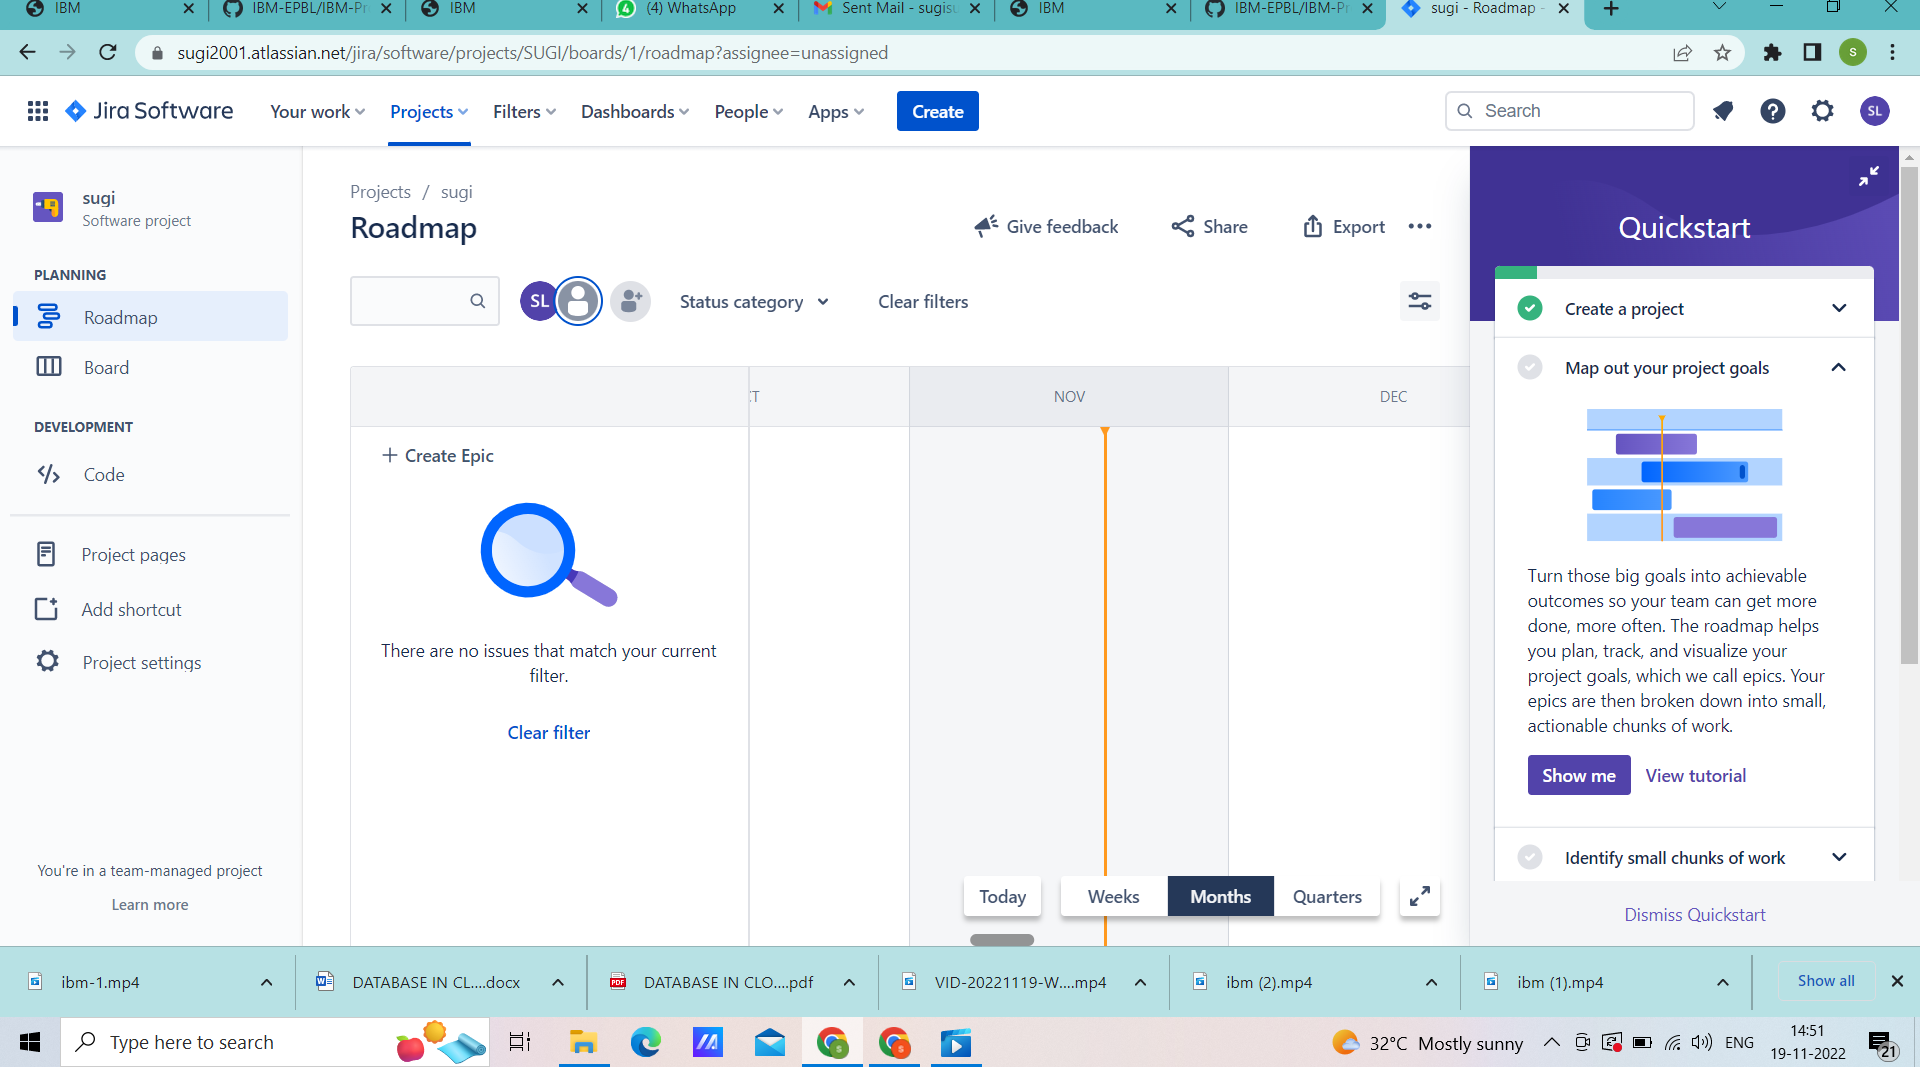 IBM
IBM-EPBL/IBM-Pr
IBM
(4) WhatsApp
Sent Mail - sugisu
IBM
IBM-EPBL/IBM-P
sugi - Roadmap -
sugi2001.atlassian.net/jira/software/projects/SUGI/boards/1/roadmap?assignee=unassigned
S
Jira Software
Your work
Projects
Filters
Dashboards
People
Apps
Create
Search
SL
sugi
Software project
PLANNING
Roadmap
Board
DEVELOPMENT
Code
Project pages
Add shortcut
Project settings
You're in a team-managed project
Learn more
Projects / sugi
Roadmap
Give feedback
Share
Export
SL
Status category
Clear filters
CT
NOV
DEC
+ Create Epic
There are no issues that match your current
filter.
Clear filter
Today
Weeks
Months
Quarters
Quickstart
Create a project
Map out your project goals
Turn those big goals into achievable
outcomes so your team can get more
done, more often. The roadmap helps
you plan, track, and visualize your
project goals, which we call epics. Your
epics are then broken down into small,
actionable chunks of work.
Show me
View tutorial
Identify small chunks of work
Dismiss Quickstart
ibm-1.mp4
DATABASE IN CL....docx
PDF
DATABASE IN CLO....pdf
VID-20221119-W....mp4
ibm (2).mp4
ibm (1).mp4
Show all
Type here to search
32°C Mostly sunny
ENG
14:51
19-11-2022
21